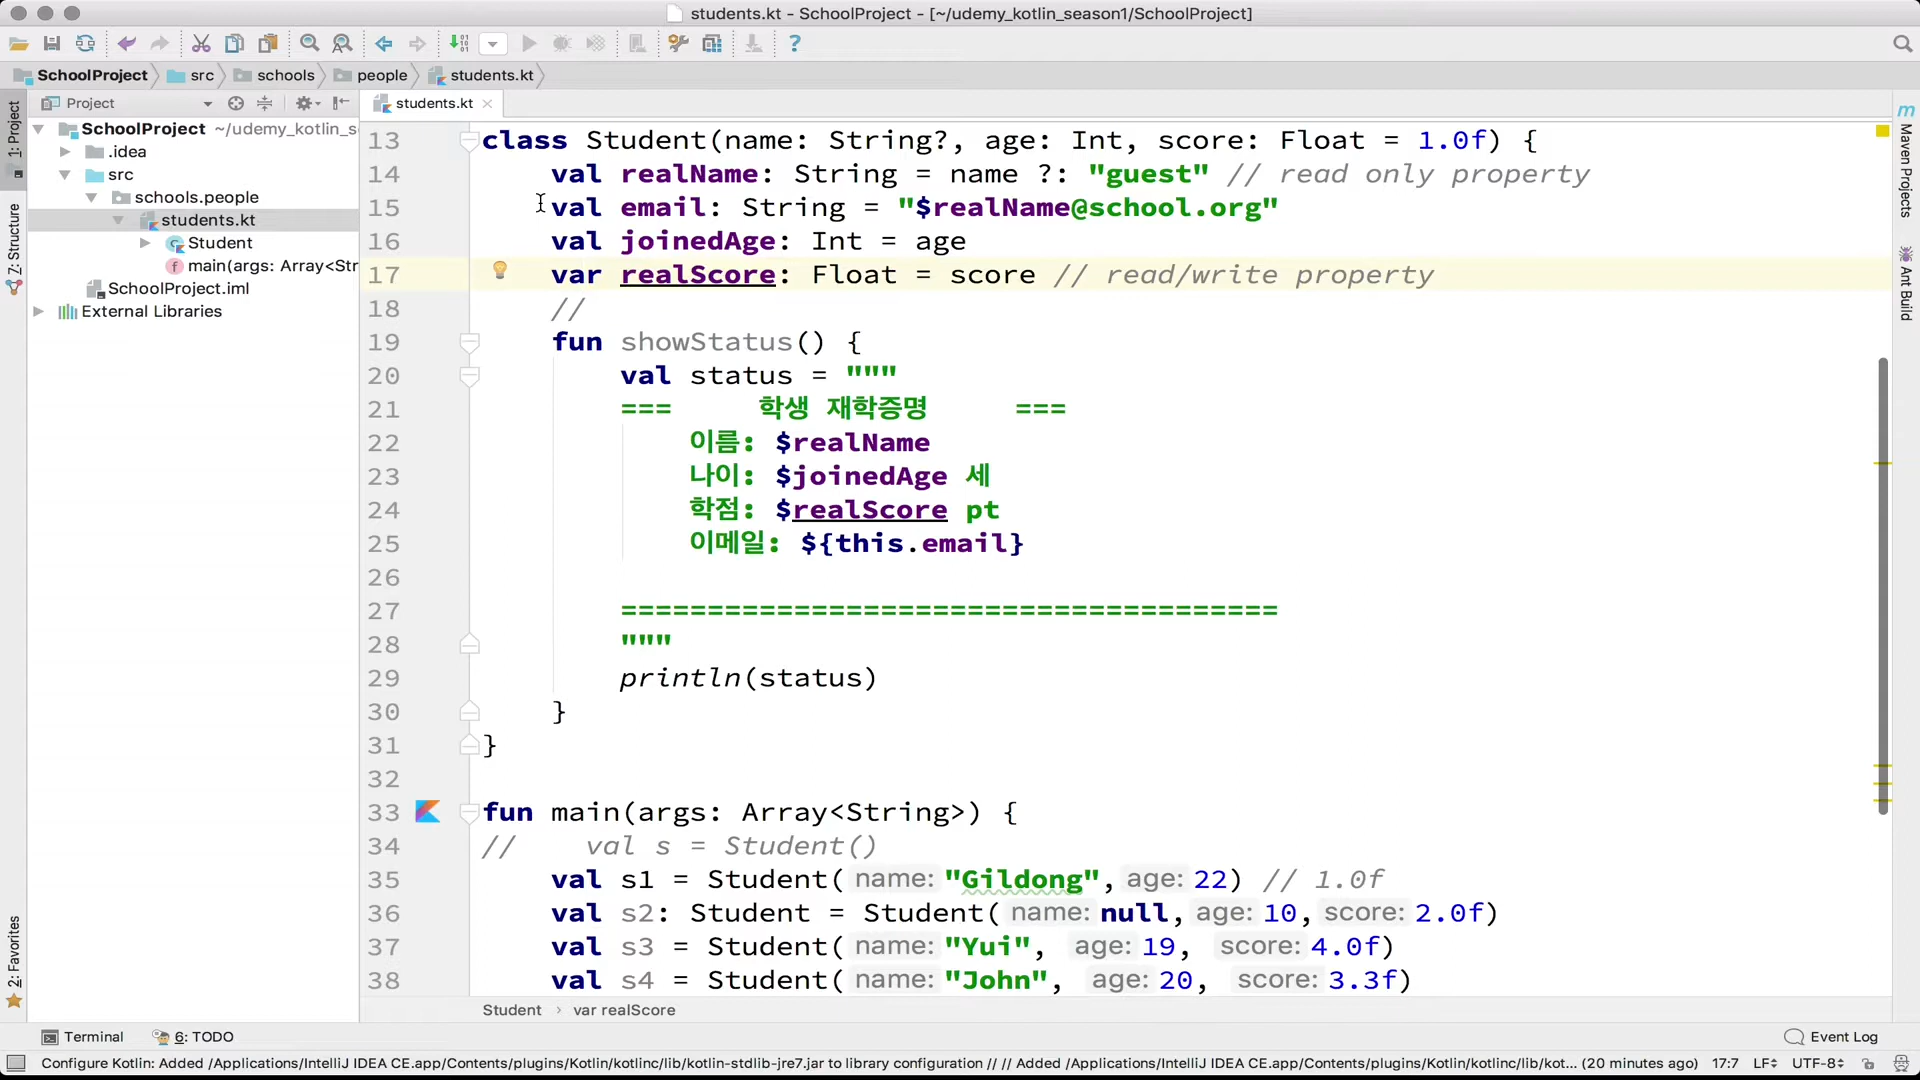 students.kt - SchoolProject - [~/udemy_kotlin_season1/SchoolProject]
SchoolProject src schools people students.kt
Project
students.kt
1: Project
7: Structure
2: Favorites
SchoolProject ~/udemy_kotlin_s
.idea
src
schools.people
students.kt
Student
main(args: Array<Str
SchoolProject.iml
External Libraries
13 class Student(name: String?, age: Int, score: Float = 1.0f) {
14 val realName: String = name ?: "guest" // read only property
15 val email: String = "$realName@school.org"
16 val joinedAge: Int = age
17 var realScore: Float = score // read/write property
18 //
19 fun showStatus() {
20 val status = """
21 === 학생 재학증명 ===
22 이름: $realName
23 나이: $joinedAge 세
24 학점: $realScore pt
25 이메일: ${this.email}
26
27 ======================================
28 """
29 println(status)
30 }
31 }
32
33 fun main(args: Array<String>) {
34 // val s = Student()
35 val s1 = Student( name: "Gildong", age: 22) // 1.0f
36 val s2: Student = Student( name: null, age: 10, score: 2.0f)
37 val s3 = Student( name: "Yui", age: 19, score: 4.0f)
38 val s4 = Student( name: "John", age: 20, score: 3.3f)
Student › var realScore
m Maven Projects
Ant Build
Terminal 6: TODO Event Log
Configure Kotlin: Added /Applications/IntelliJ IDEA CE.app/Contents/plugins/Kotlin/kotlinc/lib/kotlin-stdlib-jre7.jar to library configuration // // Added /Applications/IntelliJ IDEA CE.app/Contents/plugins/Kotlin/kotlinc/lib/kot... (20 minutes ago) 17:7 LF UTF-8